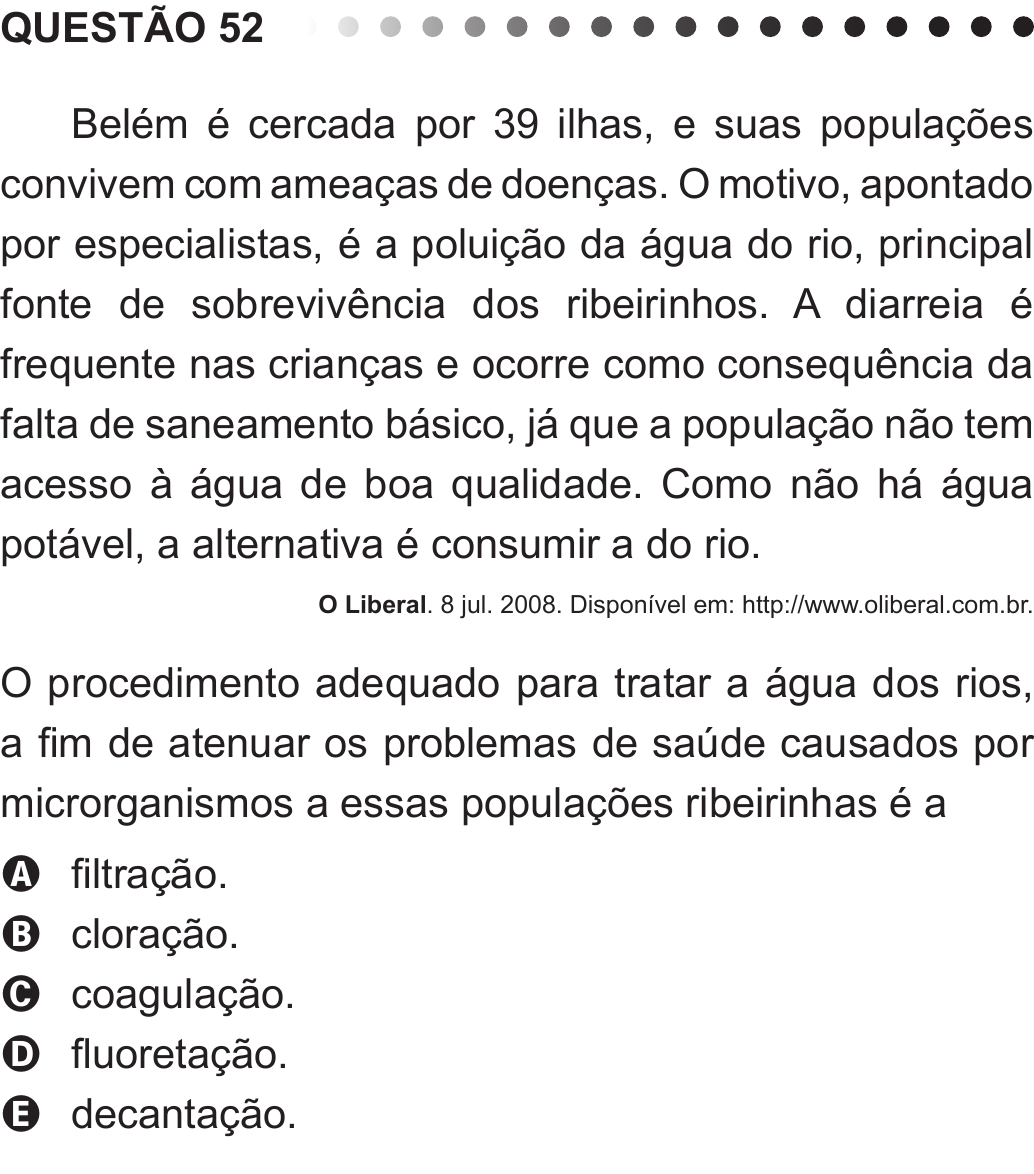 QUESTÃO 52
Belém é cercada por 39 ilhas, e suas populações
convivem com ameaças de doenças. O motivo, apontado
por especialistas, é a poluição da água do rio, principal
fonte de sobrevivência dos ribeirinhos. A diarreia é
frequente nas crianças e ocorre como consequência da
falta de saneamento básico, já que a população não tem
acesso à água de boa qualidade. Como não há água
potável, a alternativa é consumir a do rio.
O Liberal. 8 jul. 2008. Disponível em: http://www.oliberal.com.br.
O procedimento adequado para tratar a água dos rios,
a fim de atenuar os problemas de saúde causados por
microrganismos a essas populações ribeirinhas é a
A filtração.
B cloração.
C coagulação.
D fluoretação.
E decantação.